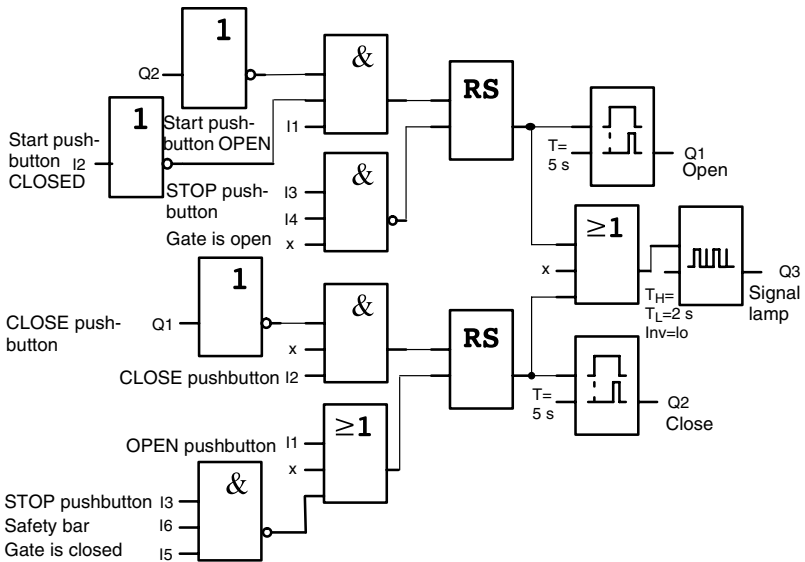 1
Q2
&
RS
1
Start push-
button OPEN
I1
Start push-
button I2
CLOSED
T=
5 s
Q1
Open
STOP push-
button
I3
&
I4
Gate is open x
≥1
x
Q3
Signal
lamp
TH=
TL=2 s
Inv=lo
1
CLOSE push-
button
Q1
&
x
CLOSE pushbutton I2
RS
T=
5 s
Q2
Close
OPEN pushbutton I1
≥1
x
&
STOP pushbutton I3
Safety bar I6
Gate is closed I5